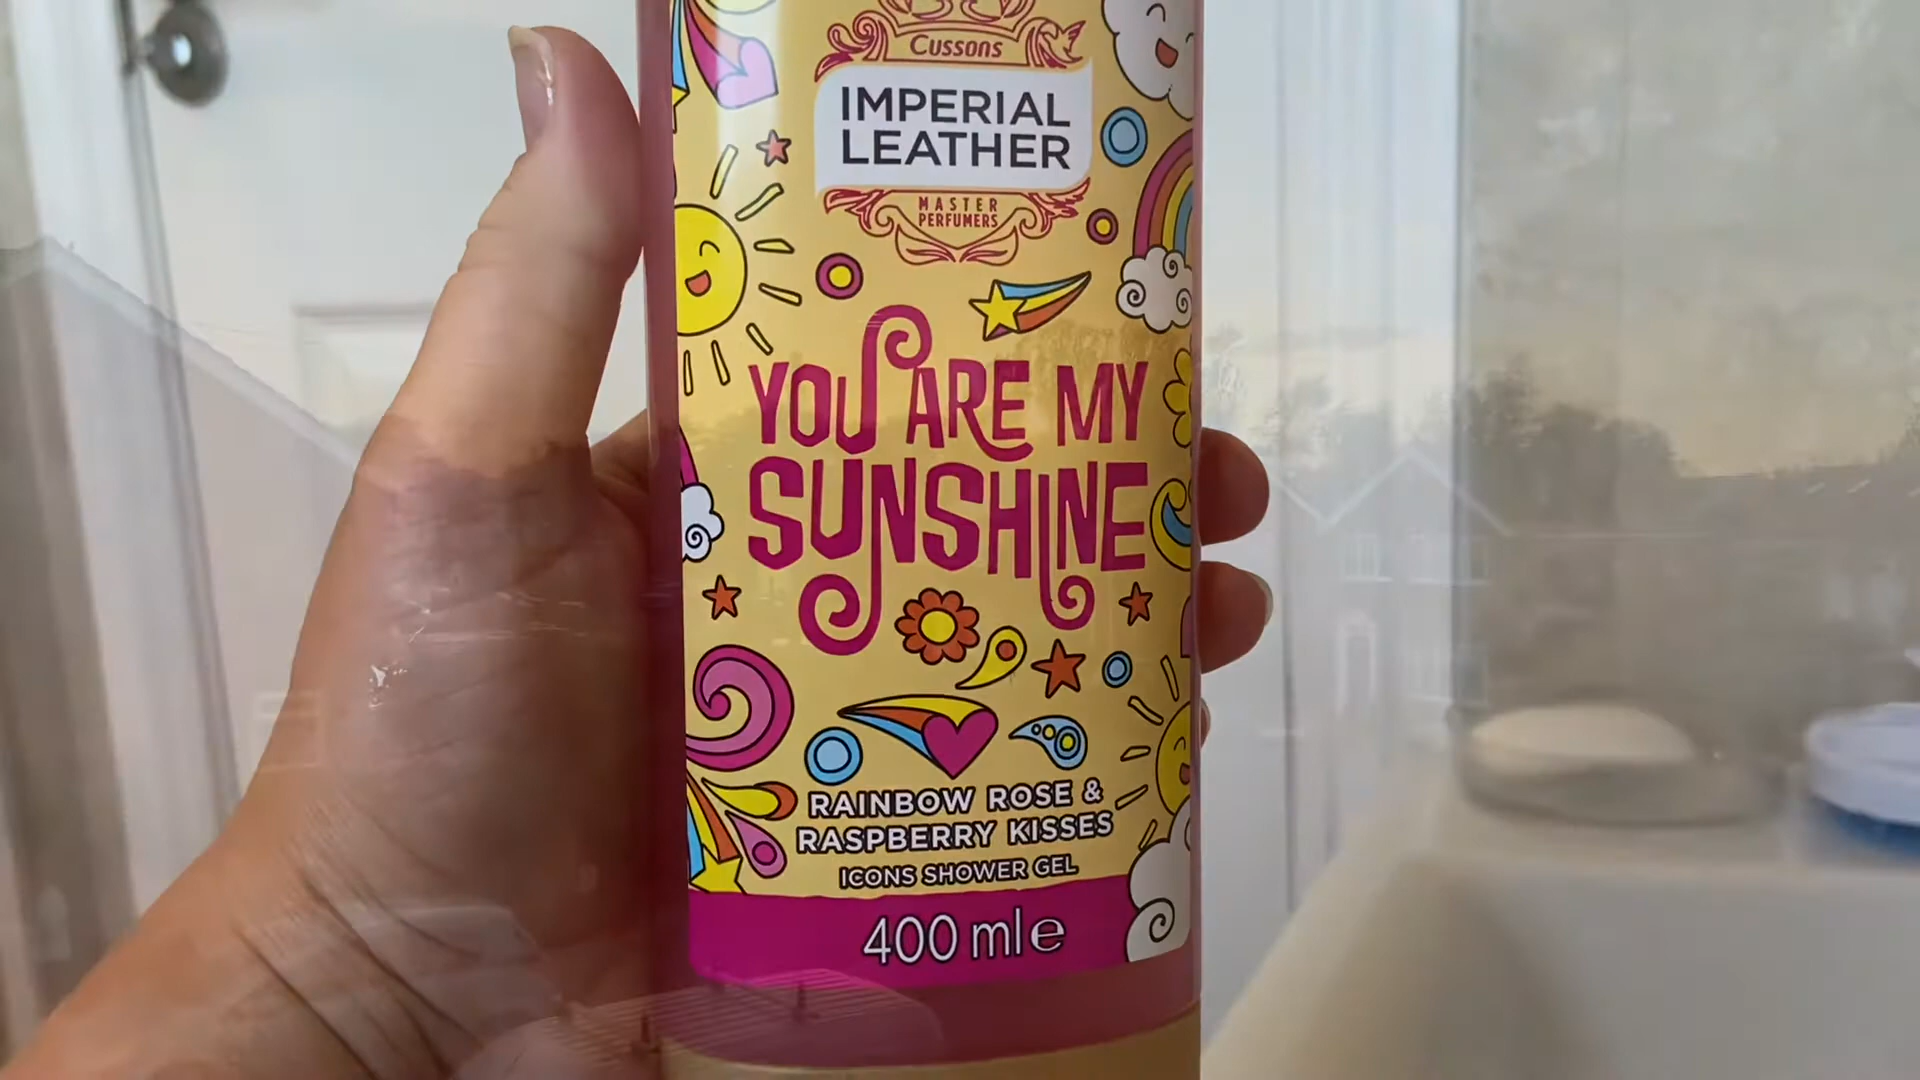 Cussons
IMPERIAL
LEATHER
MASTER
PERFUMERS
YOU ARE MY
SUNSHINE
RAINBOW ROSE &
RASPBERRY KISSES
ICONS SHOWER GEL
400 ml e